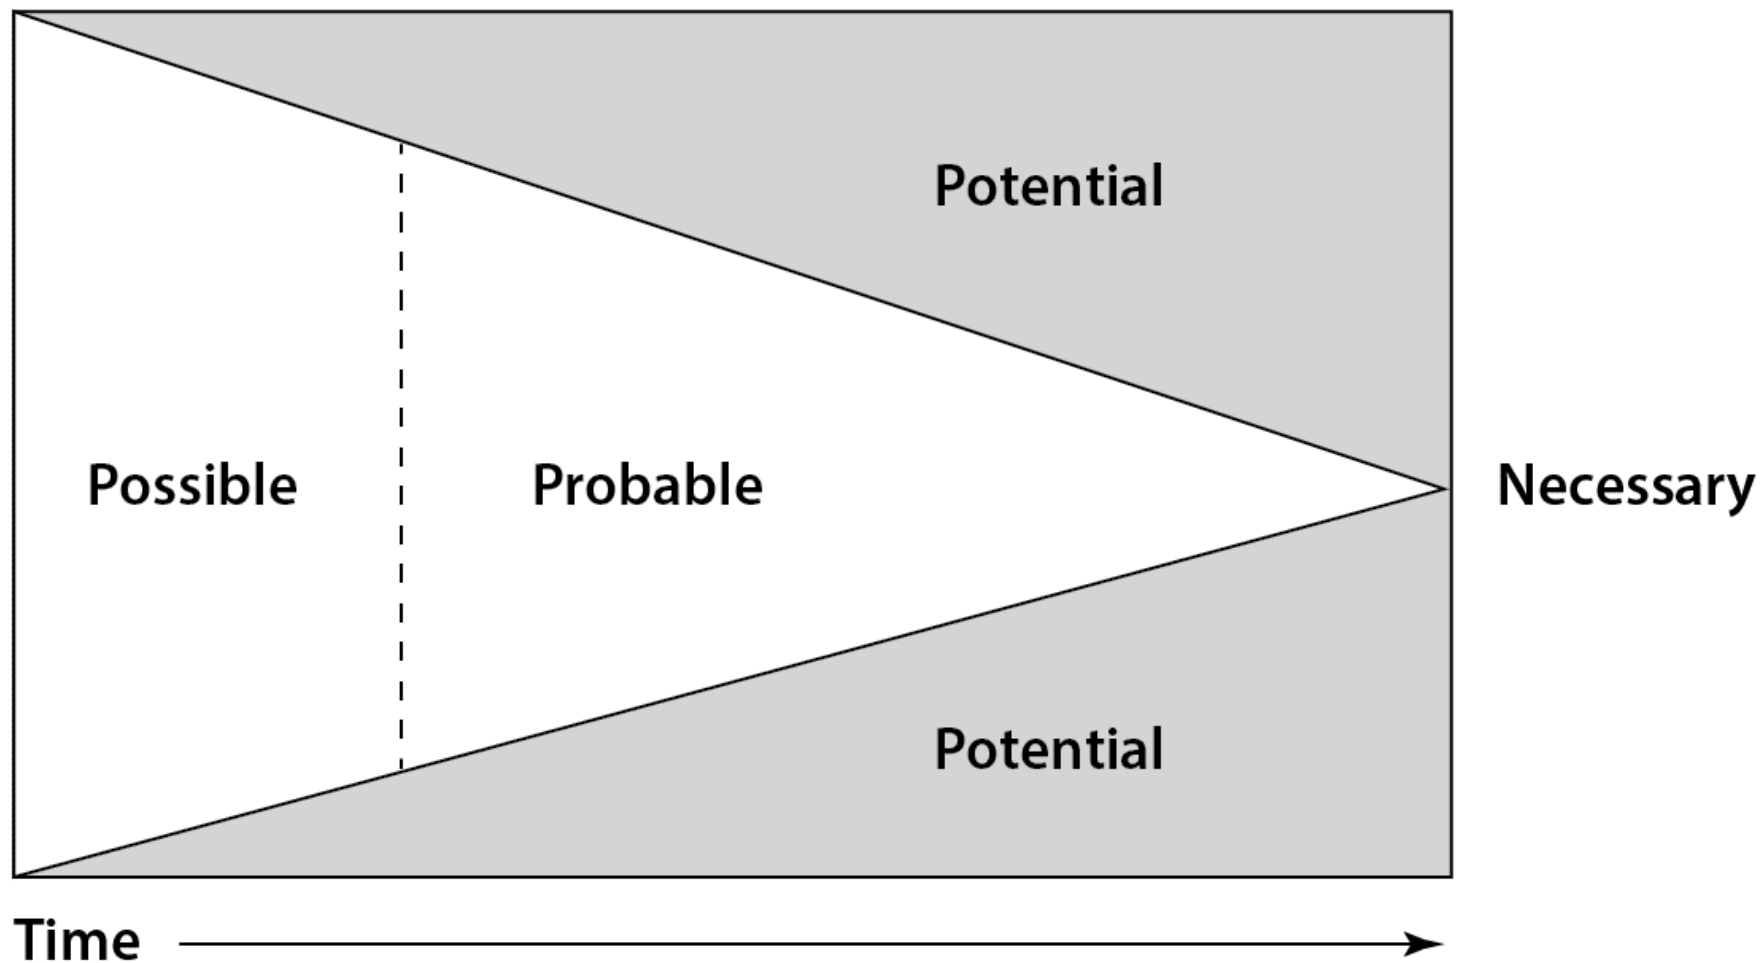 Potential
Possible
Probable
Necessary
Potential
Time